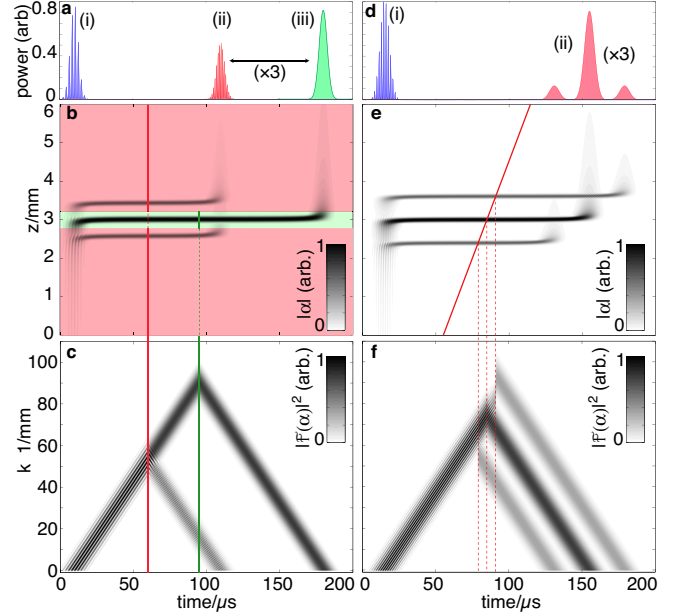 a
(i)
(ii)
(iii)
(×3)
power (arb)
0.8
0.4
0
d
(i)
(ii)
(×3)
b
z/mm
6
5
4
3
2
1
0
|α| (arb.)
1
0
e
|α| (arb.)
1
0
c
k 1/mm
100
80
60
40
20
0
|F(α)|² (arb.)
1
0
0 50 100 150 200
time/μs
f
|F(α)|² (arb.)
1
0
0 50 100 150 200
time/μs